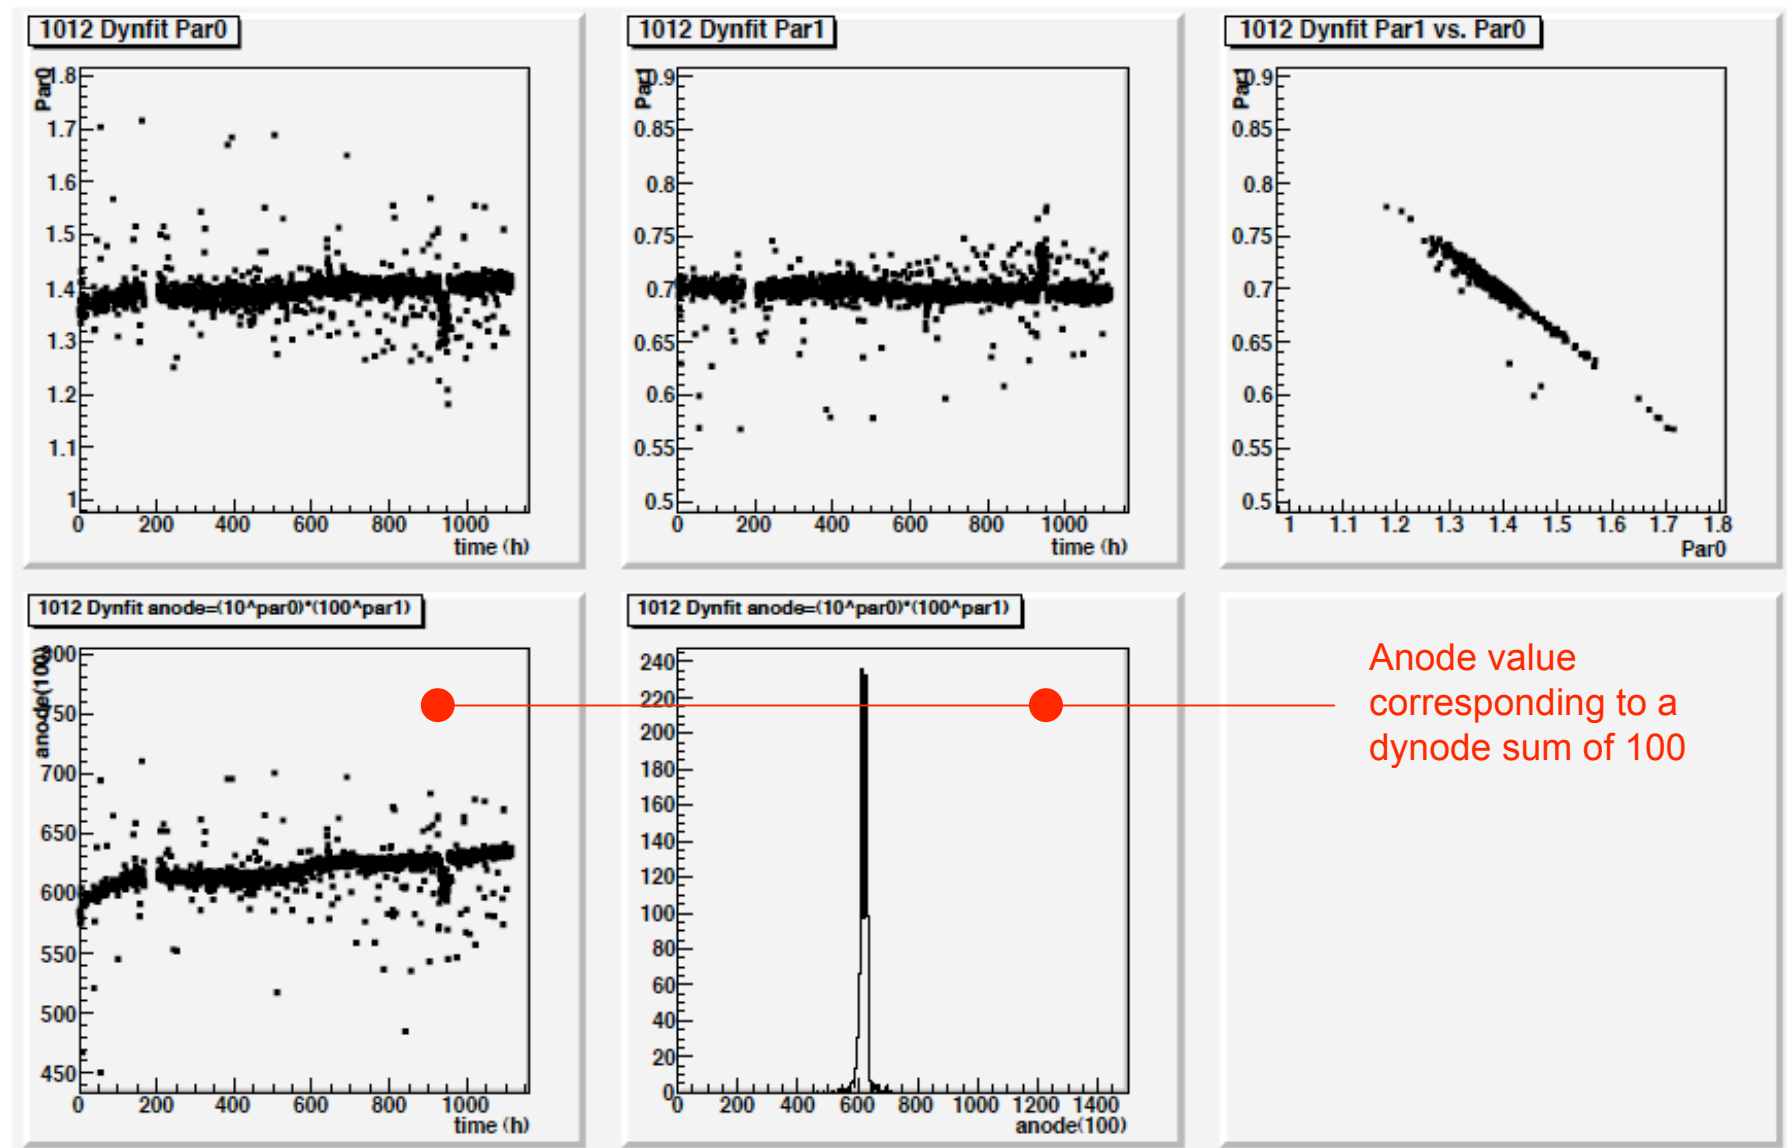 1012 Dynfit Par0
Par0
1.8
1.7
1.6
1.5
1.4
1.3
1.2
1.1
1
0 200 400 600 800 1000
time (h)
1012 Dynfit Par1
Par1
0.9
0.85
0.8
0.75
0.7
0.65
0.6
0.55
0.5
0 200 400 600 800 1000
time (h)
1012 Dynfit Par1 vs. Par0
Par1
0.9
0.85
0.8
0.75
0.7
0.65
0.6
0.55
0.5
1 1.1 1.2 1.3 1.4 1.5 1.6 1.7 1.8
Par0
1012 Dynfit anode=(10^par0)*(100^par1)
anode(100)
800
750
700
650
600
550
500
450
0 200 400 600 800 1000
time (h)
1012 Dynfit anode=(10^par0)*(100^par1)
240
220
200
180
160
140
120
100
80
60
40
20
0
0 200 400 600 800 1000 1200 1400
anode(100)
Anode value
corresponding to a
dynode sum of 100